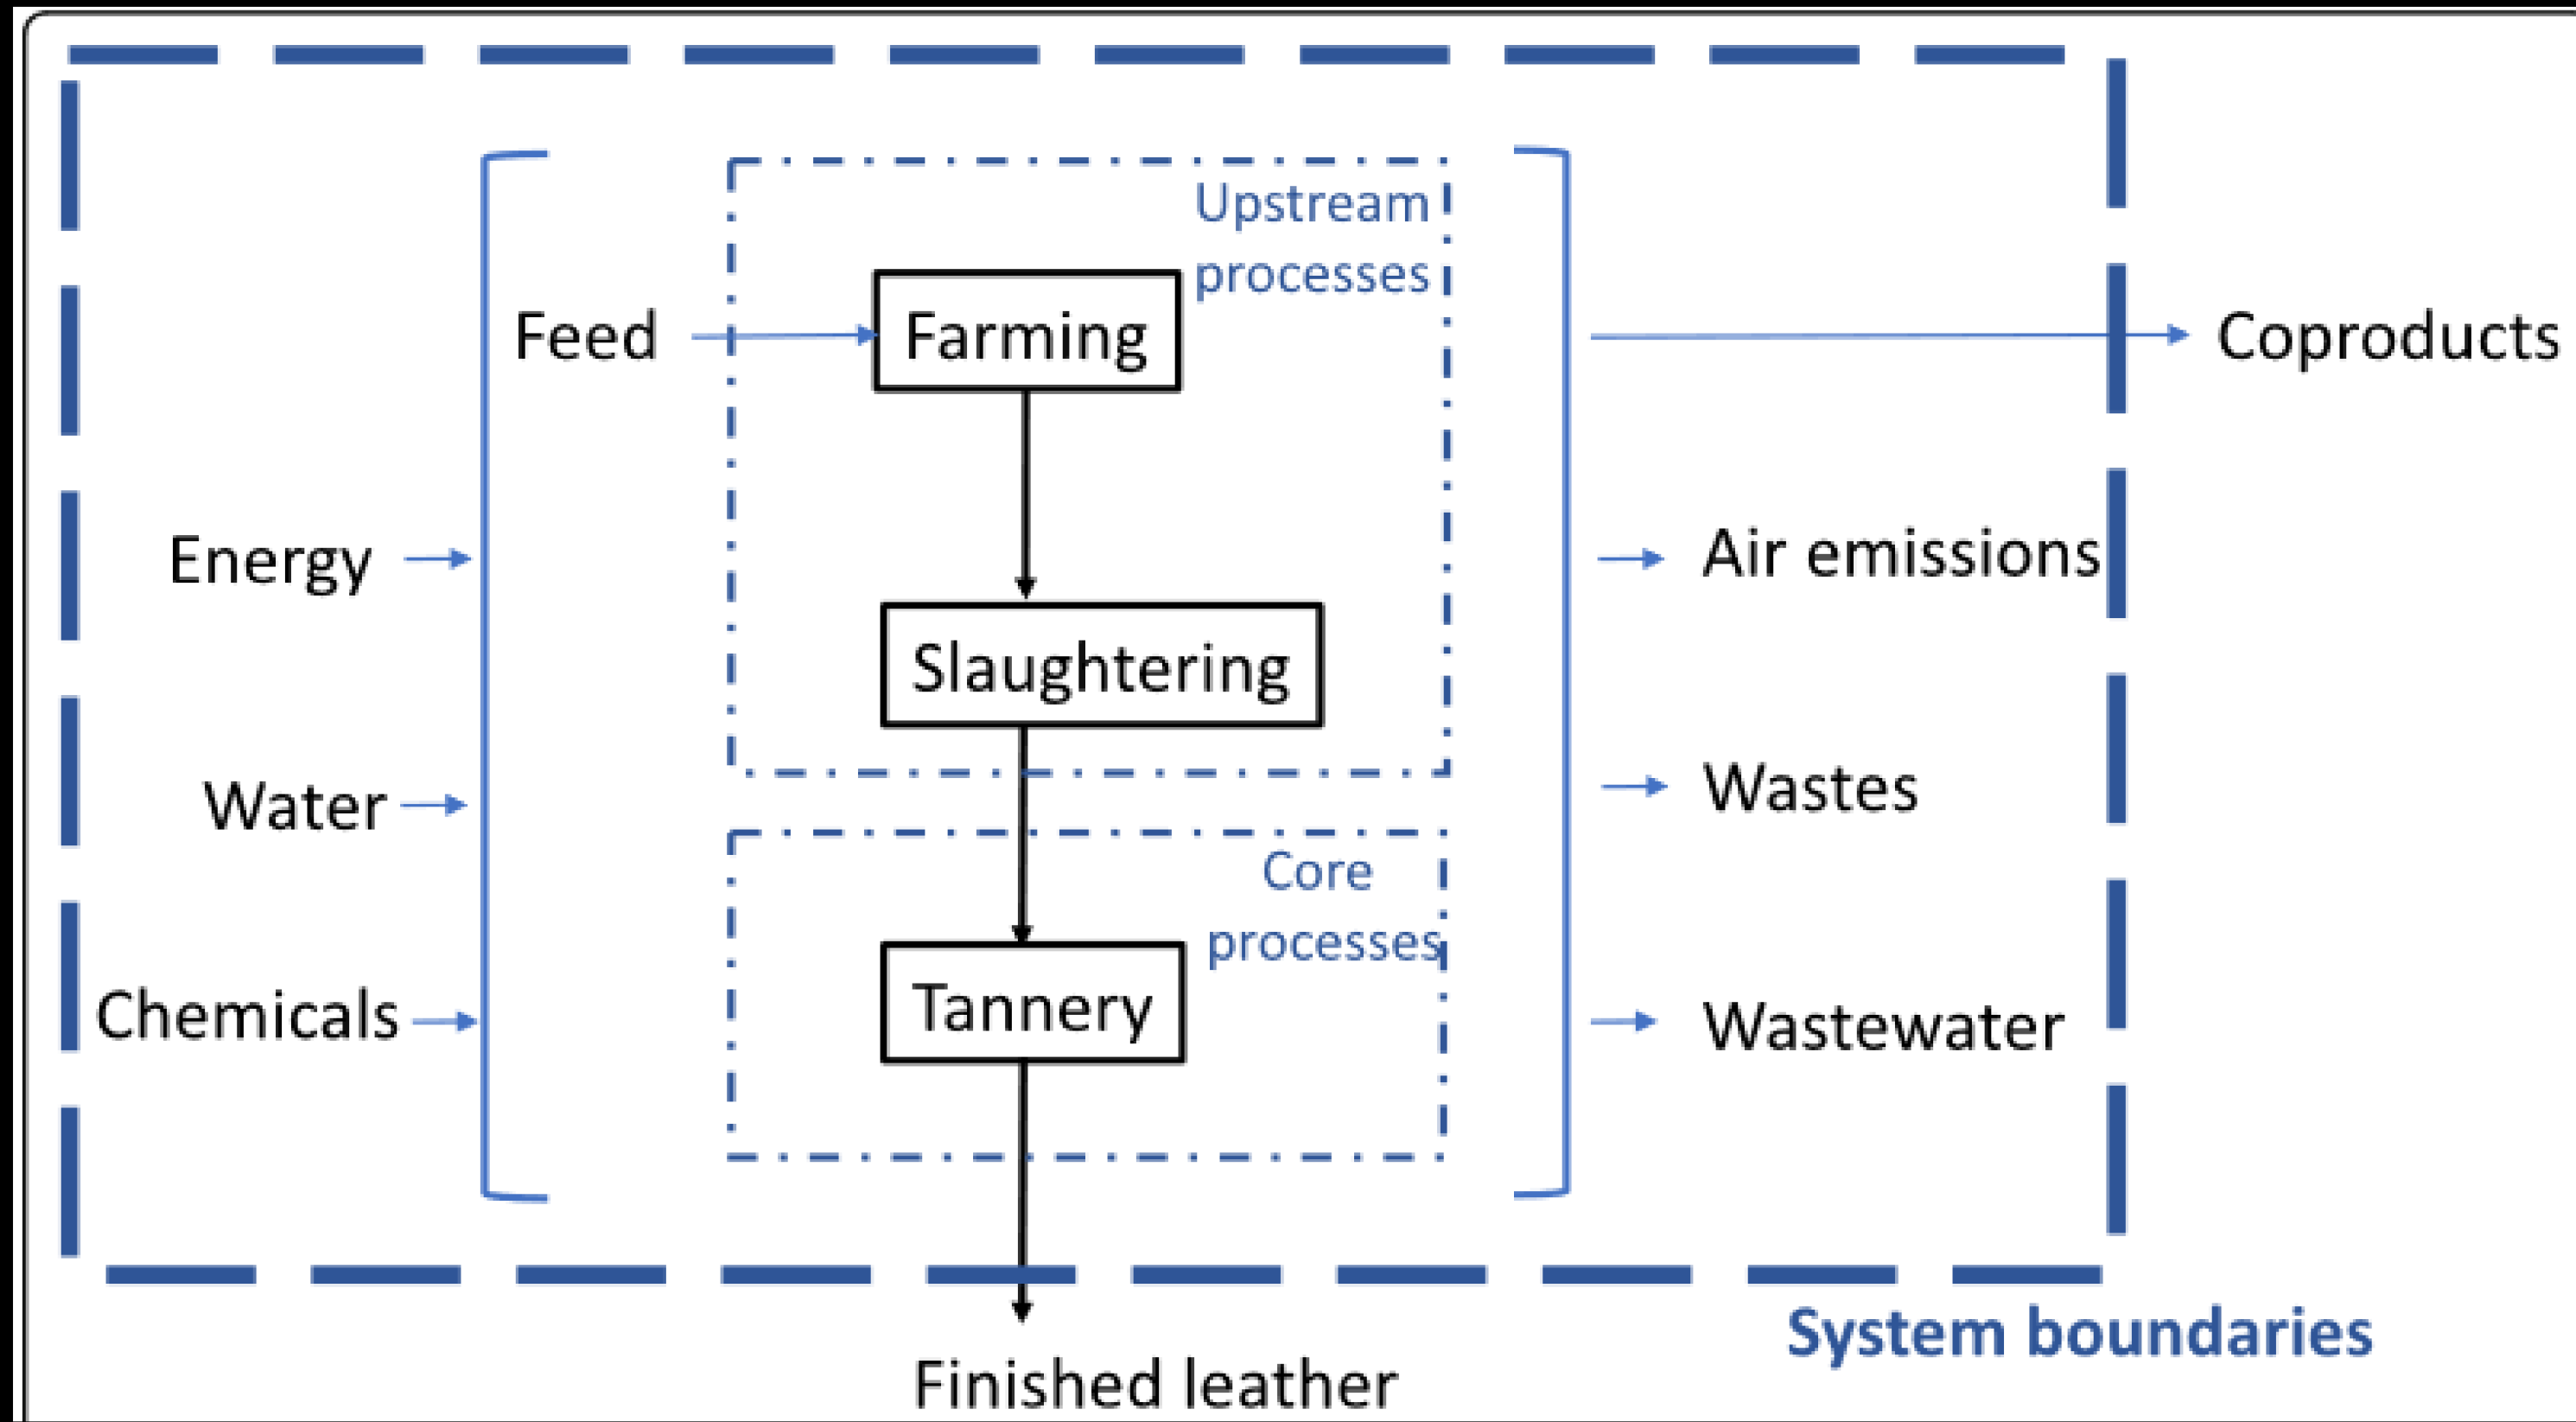 Upstream
processes
Feed
Farming
Coproducts
Energy
Air emissions
Slaughtering
Water
Wastes
Core
processes
Chemicals
Tannery
Wastewater
System boundaries
Finished leather